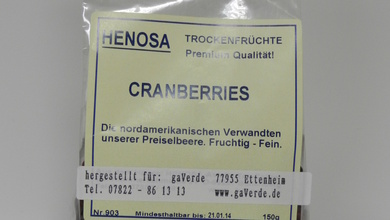 HENOSA TROCKENFRÜCHTE
Premium Qualität!
CRANBERRIES
Die nordamerikanischen Verwandten
unserer Preiselbeere. Fruchtig - Fein.
hergestellt für: gaVerde 77955 Ettenheim
Tel. 07822 - 86 13 13 www.gaVerde.de
Nr 903 Mindesthaltbar bis: 21.01.14 150g